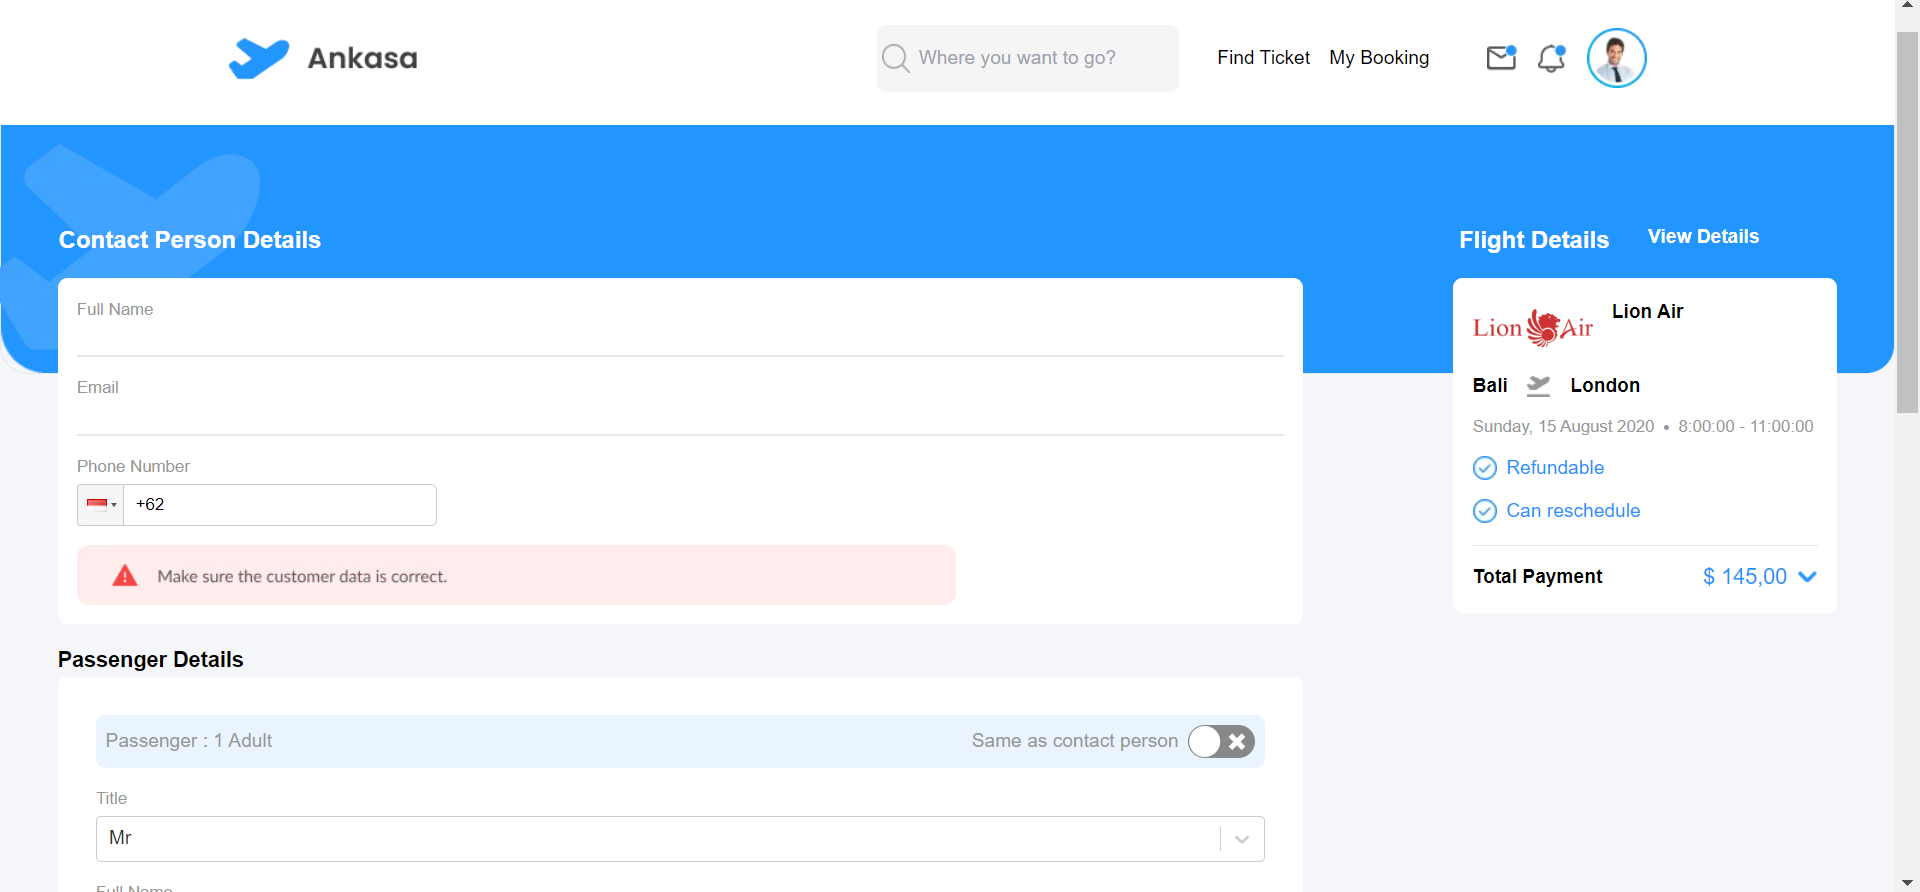 Ankasa
Where you want to go?
Find Ticket
My Booking
Contact Person Details
Full Name
Email
Phone Number
+62
Make sure the customer data is correct.
Flight Details
View Details
Lion Air
Lion Air
Bali
London
Sunday, 15 August 2020 • 8:00:00 - 11:00:00
Refundable
Can reschedule
Total Payment
$ 145,00
Passenger Details
Passenger : 1 Adult
Same as contact person
Title
Mr
Full Name